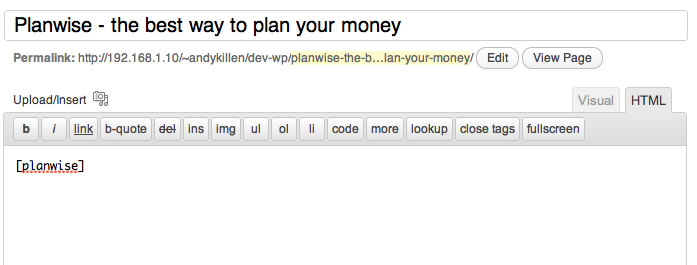 Planwise - the best way to plan your money
Permalink: http://192.168.1.10/~andykillen/dev-wp/planwise-the-b...lan-your-money/ Edit View Page
Upload/Insert Visual HTML
b i link b-quote del ins img ul ol li code more lookup close tags fullscreen
[planwise]